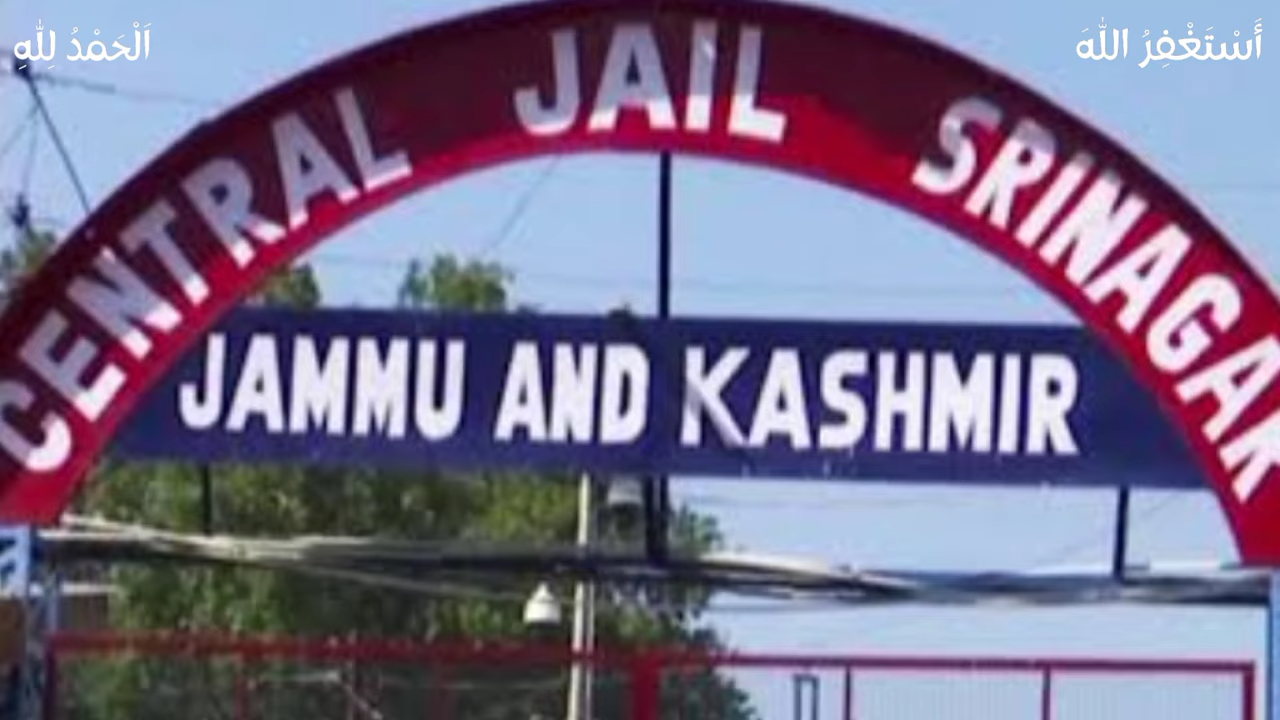 اَلْحَمْدُ لِلّٰهِ
أَسْتَغْفِرُ اللّٰهَ
CENTRAL JAIL SRINAGAR
JAMMU AND KASHMIR